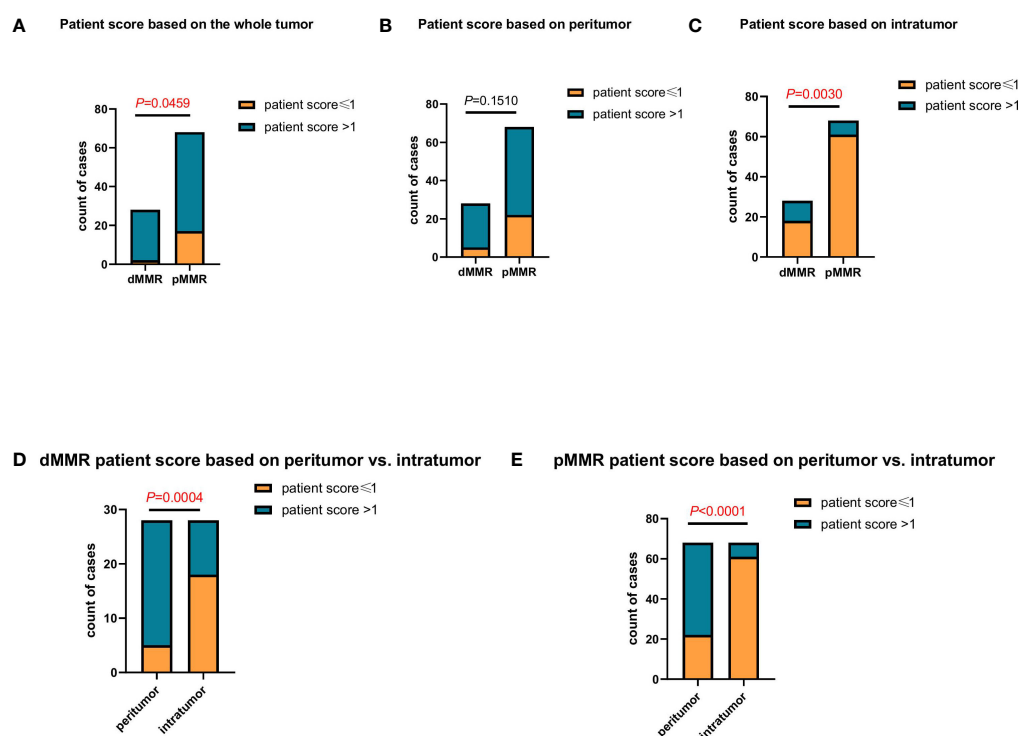 A Patient score based on the whole tumor
P=0.0459
patient score≤1
patient score >1
count of cases
80
60
40
20
0
dMMR pMMR
B Patient score based on peritumor
P=0.1510
patient score≤1
patient score >1
count of cases
80
60
40
20
0
dMMR pMMR
C Patient score based on intratumor
P=0.0030
patient score≤1
patient score >1
count of cases
80
60
40
20
0
dMMR pMMR
D dMMR patient score based on peritumor vs. intratumor
P=0.0004
patient score≤1
patient score >1
count of cases
30
20
10
0
peritumor intratumor
E pMMR patient score based on peritumor vs. intratumor
P<0.0001
patient score≤1
patient score >1
count of cases
80
60
40
20
0
peritumor intratumor